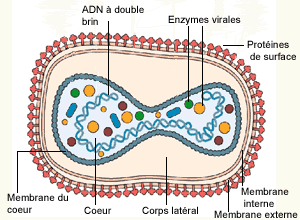 ADN à double
brin
Enzymes virales
Protéines
de surface
Membrane du
coeur
Coeur
Corps latéral
Membrane
interne
Membrane externe